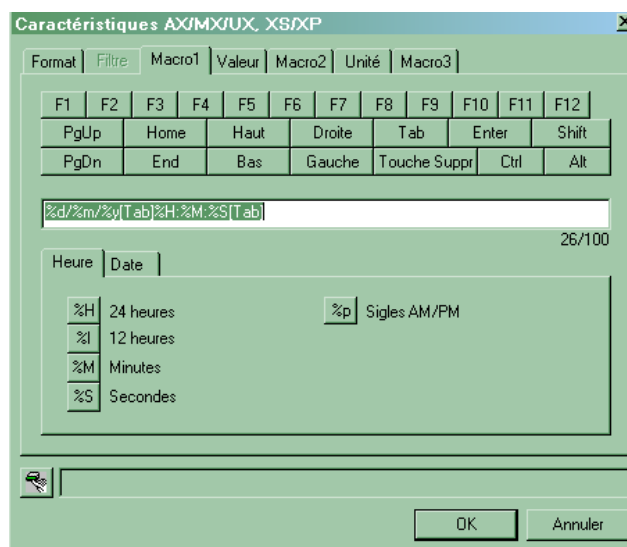 Caractéristiques AX/MX/UX, XS/XP
Format Filtre Macro1 Valeur Macro2 Unité Macro3
F1 F2 F3 F4 F5 F6 F7 F8 F9 F10 F11 F12
PgUp Home Haut Droite Tab Enter Shift
PgDn End Bas Gauche Touche Suppr Ctrl Alt
%d/%m/%y[Tab]%H:%M:%S[Tab]
26/100
Heure Date
%H 24 heures %p Sigles AM/PM
%I 12 heures
%M Minutes
%S Secondes
OK Annuler